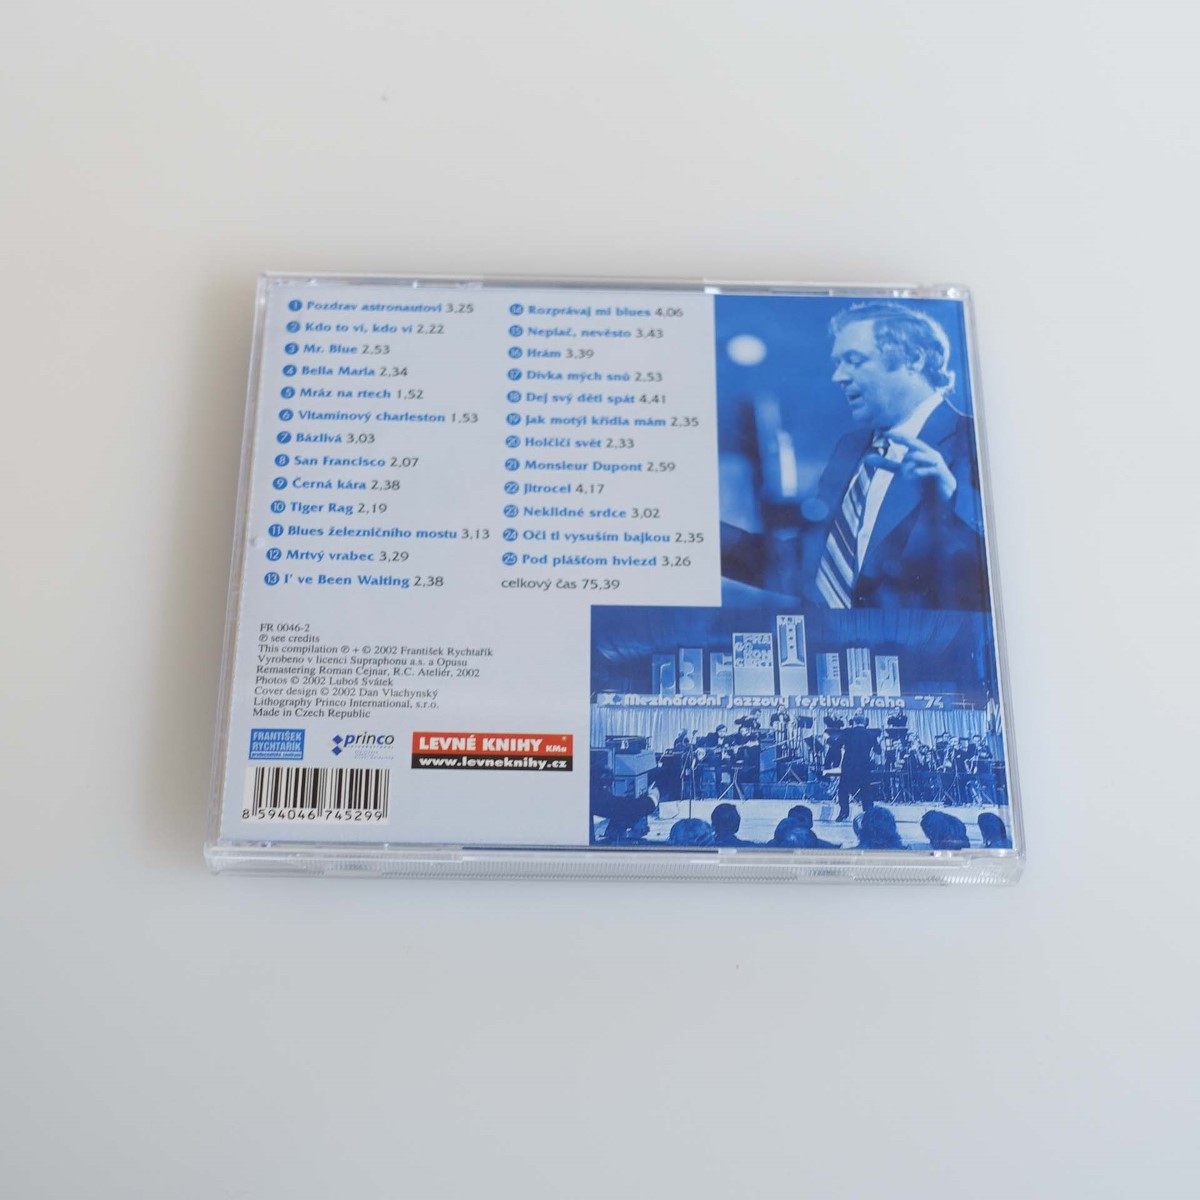 1 Pozdrav astronautovi 3,25
2 Kdo to ví, kdo ví 2,22
3 Mr. Blue 2,53
4 Bella Maria 2,34
5 Mráz na rtech 1,52
6 Vitamínový charleston 1,53
7 Bázlivá 3,03
8 San Francisco 2,07
9 Černá kára 2,38
10 Tiger Rag 2,19
11 Blues železničního mostu 3,13
12 Mrtvý vrabec 3,29
13 I' ve Been Waiting 2,38
14 Rozprávaj mi blues 4,06
15 Neplač, nevěsto 3,43
16 Hrám 3,39
17 Dívka mých snů 2,53
18 Dej svý děti spát 4,41
19 Jak motýl křídla mám 2,35
20 Holčičí svět 2,33
21 Monsieur Dupont 2,59
22 Jitrocel 4,17
23 Neklidné srdce 3,02
24 Oči ti vysuším bajkou 2,35
25 Pod plášťom hviezd 3,26
celkový čas 75,39
FR 0046-2
℗ see credits
This compilation ℗ + © 2002 František Rychtařík
Vyrobeno v licenci Supraphonu a.s. a Opusu
Remastering Roman Cejnar, R.C. Ateliér, 2002
Photos © 2002 Luboš Svátek
Cover design © 2002 Dan Vlachynský
Lithography Princo International, s.r.o.
Made in Czech Republic
FRANTIŠEK
RYCHTAŘÍK
princo
LEVNÉ KNIHY KMa
www.levneknihy.cz
8 594046 745299
X. Mezinárodní jazzový festival Praha '74